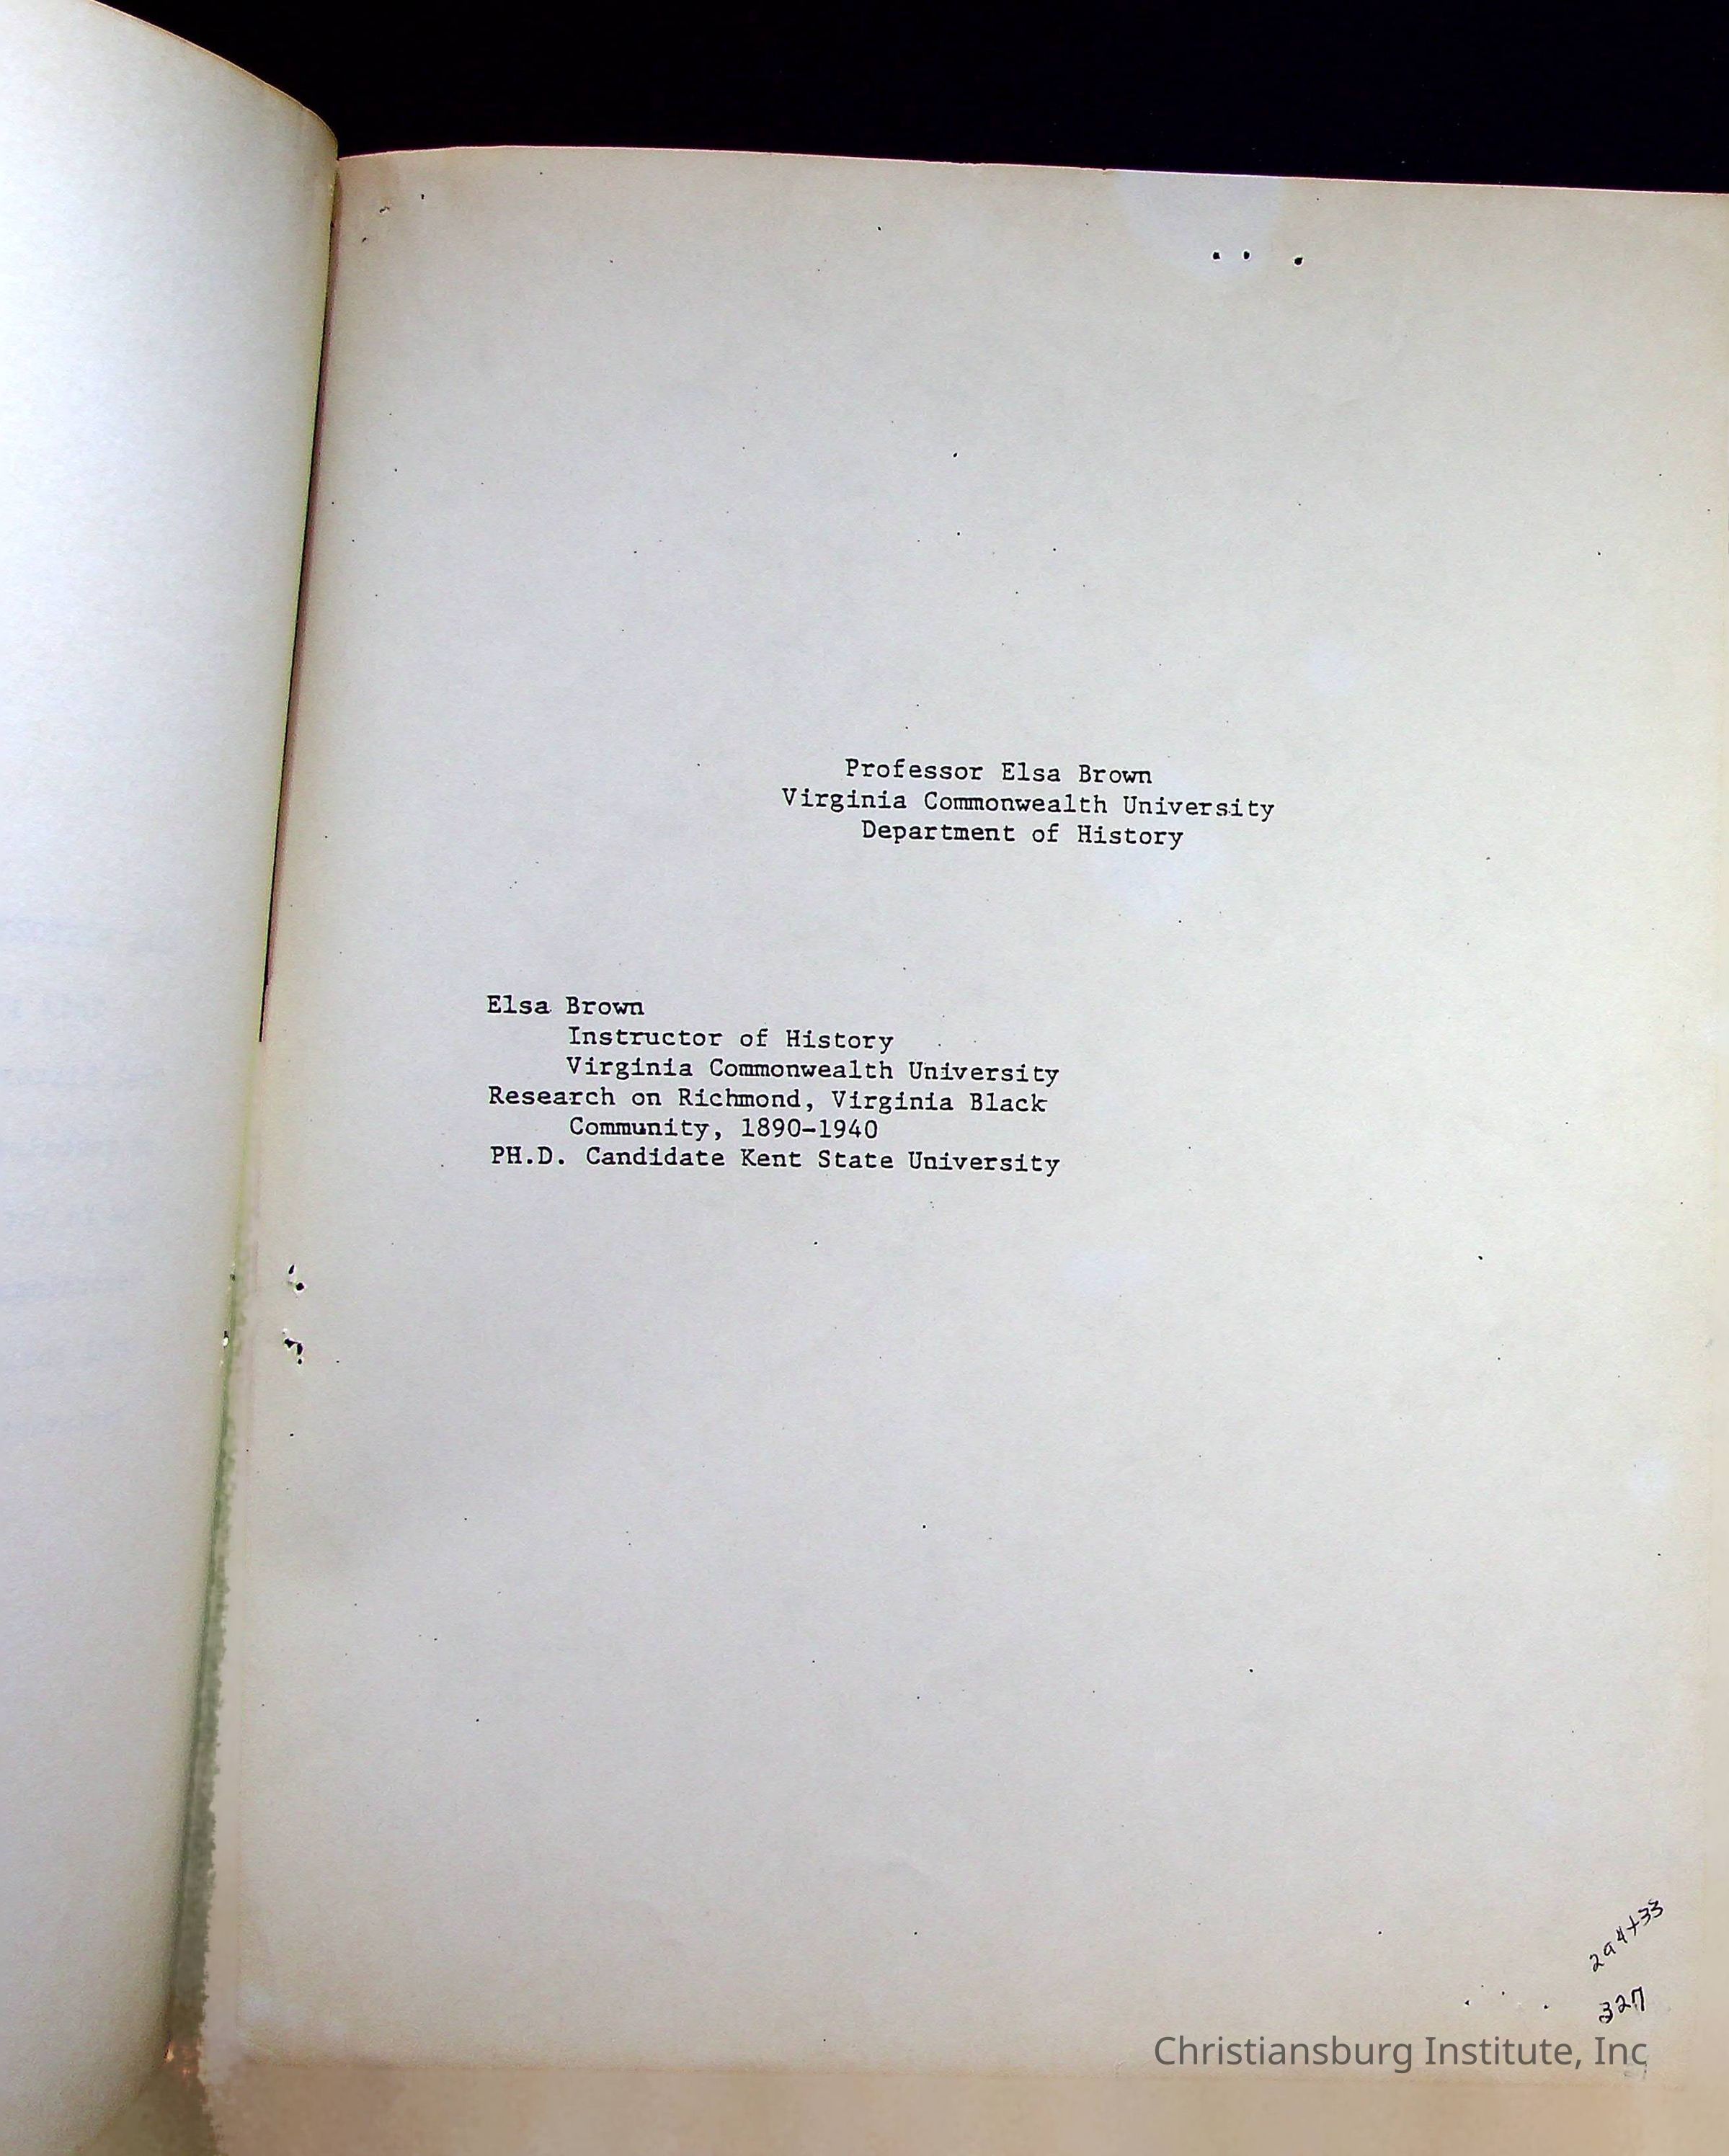 Professor Elsa Brown
Virginia Commonwealth University
Department of History
Elsa Brown
Instructor of History
Virginia Commonwealth University
Research on Richmond, Virginia Black
Community, 1890-1940
PH.D. Candidate Kent State University
294+33
327
Christiansburg Institute, Inc